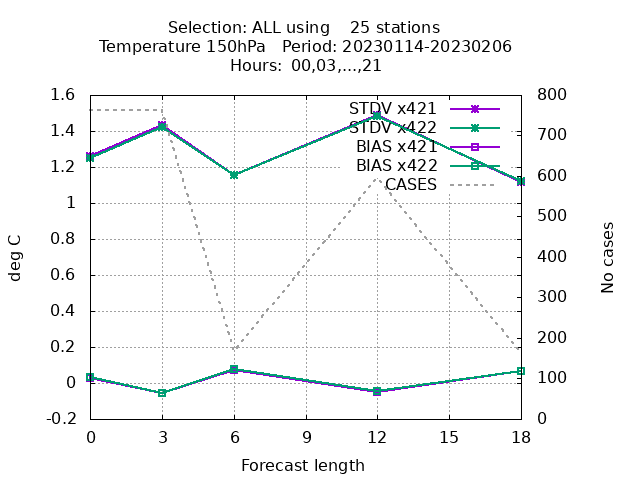 Selection: ALL using    25 stations
Temperature 150hPa   Period: 20230114-20230206
Hours:  00,03,...,21
1.6
1.4
1.2
1
0.8
0.6
0.4
0.2
0
-0.2
deg C
STDV x421
STDV x422
BIAS x421
BIAS x422
CASES
800
700
600
500
400
300
200
100
0
No cases
0 3 6 9 12 15 18
Forecast length